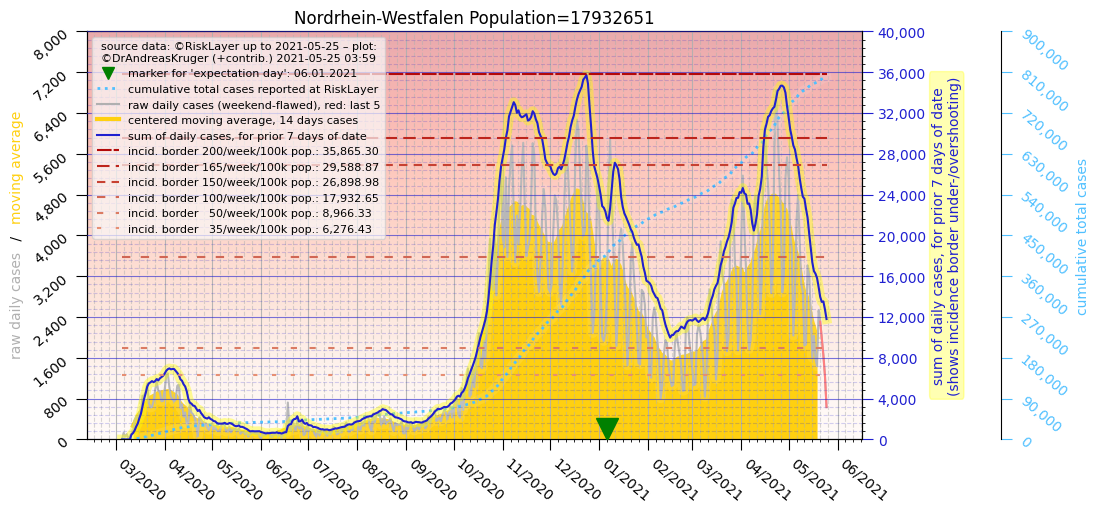 Nordrhein-Westfalen Population=17932651
source data: ©RiskLayer up to 2021-05-25 – plot:
©DrAndreasKruger (+contrib.) 2021-05-25 03:59
marker for 'expectation day': 06.01.2021
cumulative total cases reported at RiskLayer
raw daily cases (weekend-flawed), red: last 5
centered moving average, 14 days cases
sum of daily cases, for prior 7 days of date
incid. border 200/week/100k pop.: 35,865.30
incid. border 165/week/100k pop.: 29,588.87
incid. border 150/week/100k pop.: 26,898.98
incid. border 100/week/100k pop.: 17,932.65
incid. border   50/week/100k pop.: 8,966.33
incid. border   35/week/100k pop.: 6,276.43
raw daily cases / moving average
8,000
7,200
6,400
5,600
4,800
4,000
3,200
2,400
1,600
800
0
03/2020
04/2020
05/2020
06/2020
07/2020
08/2020
09/2020
10/2020
11/2020
12/2020
01/2021
02/2021
03/2021
04/2021
05/2021
06/2021
40,000
36,000
32,000
28,000
24,000
20,000
16,000
12,000
8,000
4,000
0
sum of daily cases, for prior 7 days of date
(shows incidence border under-/overshooting)
900,000
810,000
720,000
630,000
540,000
450,000
360,000
270,000
180,000
90,000
0
cumulative total cases